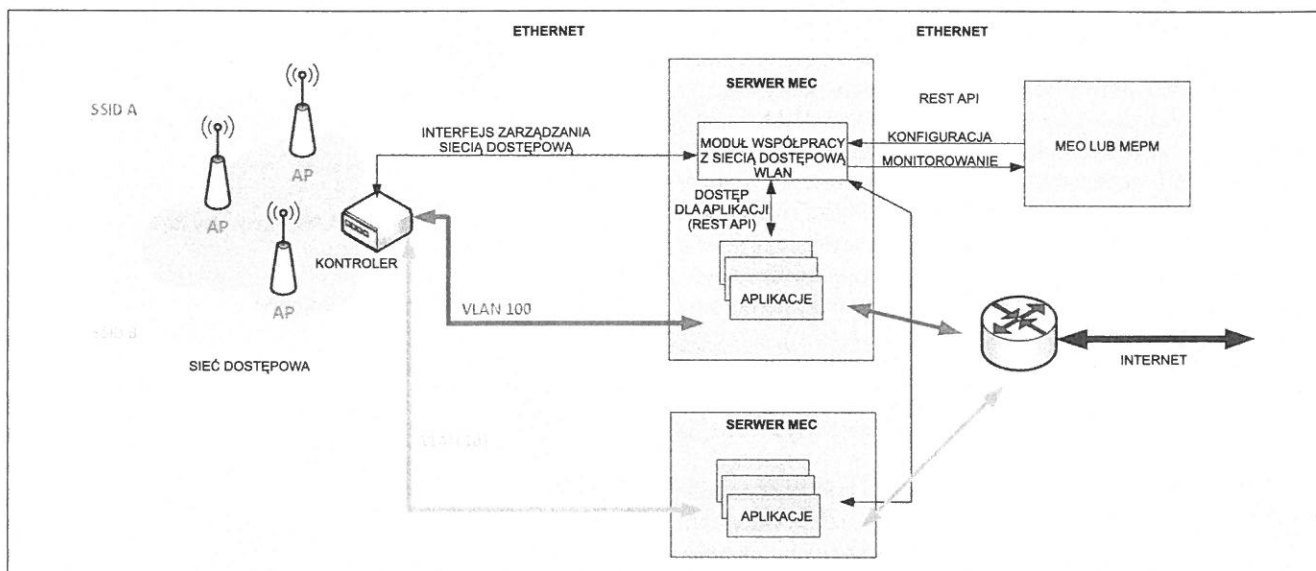 ETHERNET
ETHERNET
SERWER MEC
SSID A
REST API
INTERFEJS ZARZĄDZANIA
SIECIĄ DOSTĘPOWĄ
MODUŁ WSPÓŁPRACY
Z SIECIĄ DOSTĘPOWĄ
WLAN
KONFIGURACJA
MONITOROWANIE
MEO LUB MEPM
AP
AP
AP
DOSTĘP
DLA APLIKACJI
(REST API)
KONTROLER
APLIKACJE
VLAN 100
SIEĆ DOSTĘPOWA
INTERNET
SERWER MEC
VLAN 101
APLIKACJE